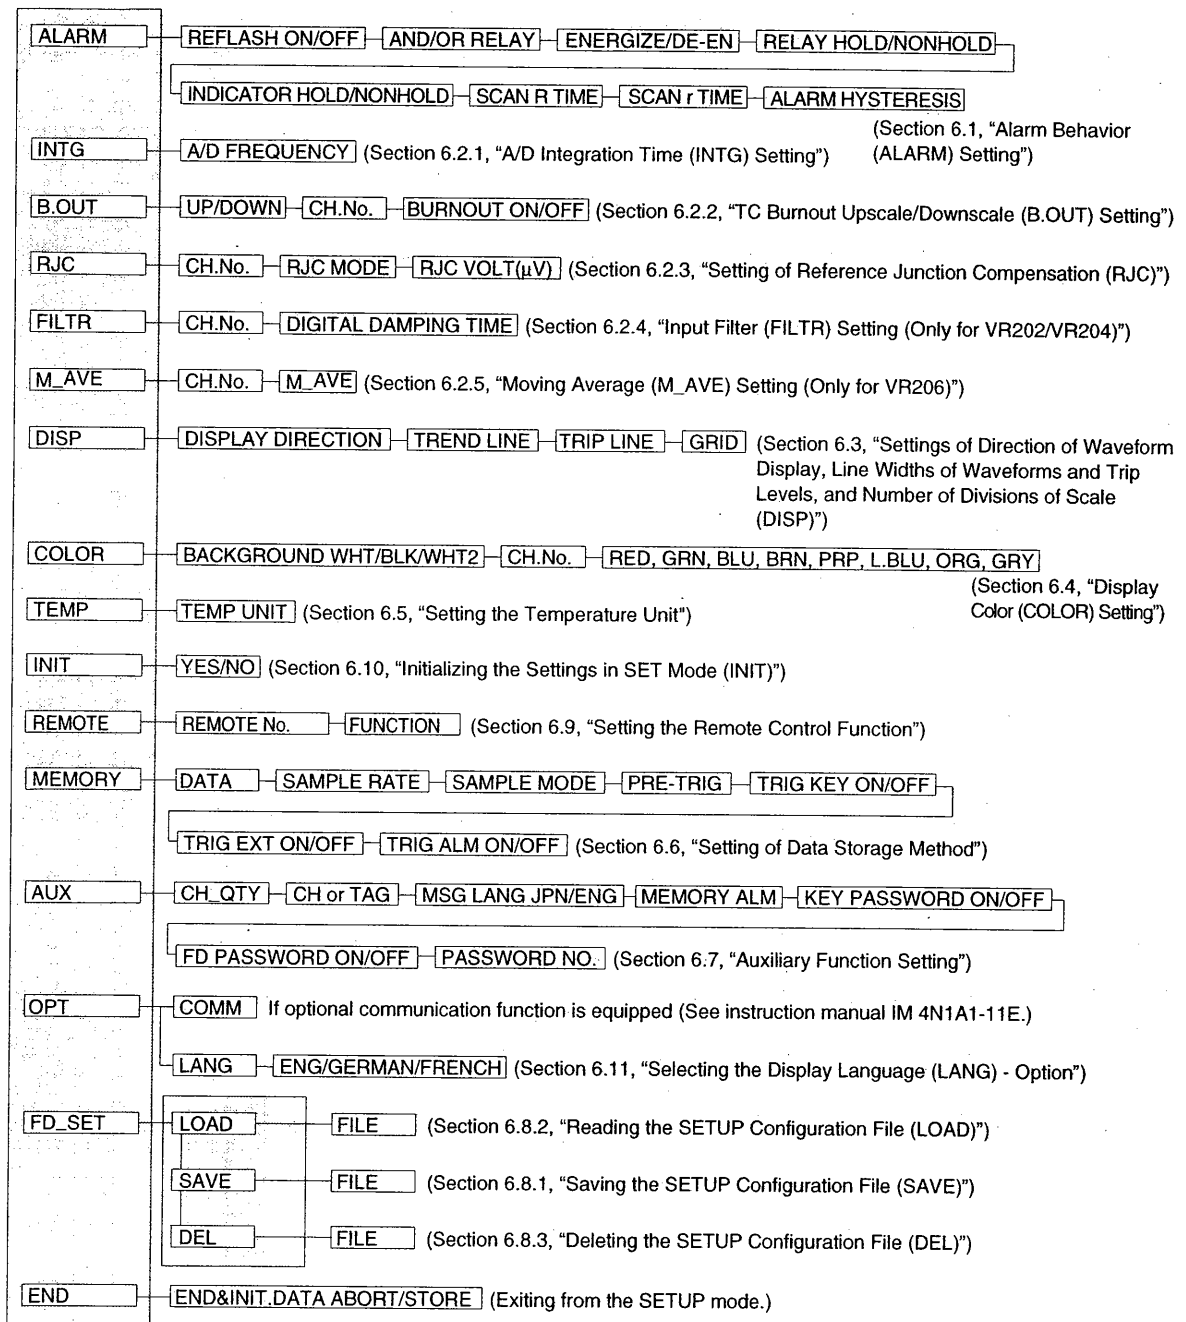 ALARM REFLASH ON/OFF AND/OR RELAY ENERGIZE/DE-EN RELAY HOLD/NONHOLD
INDICATOR HOLD/NONHOLD SCAN R TIME SCAN r TIME ALARM HYSTERESIS
(Section 6.1, “Alarm Behavior
(ALARM) Setting”)
INTG A/D FREQUENCY (Section 6.2.1, “A/D Integration Time (INTG) Setting”)
B.OUT UP/DOWN CH.No. BURNOUT ON/OFF (Section 6.2.2, “TC Burnout Upscale/Downscale (B.OUT) Setting”)
RJC CH.No. RJC MODE RJC VOLT(μV) (Section 6.2.3, “Setting of Reference Junction Compensation (RJC)”)
FILTR CH.No. DIGITAL DAMPING TIME (Section 6.2.4, “Input Filter (FILTR) Setting (Only for VR202/VR204)”)
M_AVE CH.No. M_AVE (Section 6.2.5, “Moving Average (M_AVE) Setting (Only for VR206)”)
DISP DISPLAY DIRECTION TREND LINE TRIP LINE GRID (Section 6.3, “Settings of Direction of Waveform
Display, Line Widths of Waveforms and Trip
Levels, and Number of Divisions of Scale
(DISP)”)
COLOR BACKGROUND WHT/BLK/WHT2 CH.No. RED, GRN, BLU, BRN, PRP, L.BLU, ORG, GRY
(Section 6.4, “Display
Color (COLOR) Setting”)
TEMP TEMP UNIT (Section 6.5, “Setting the Temperature Unit”)
INIT YES/NO (Section 6.10, “Initializing the Settings in SET Mode (INIT)”)
REMOTE REMOTE No. FUNCTION (Section 6.9, “Setting the Remote Control Function”)
MEMORY DATA SAMPLE RATE SAMPLE MODE PRE-TRIG TRIG KEY ON/OFF
TRIG EXT ON/OFF TRIG ALM ON/OFF (Section 6.6, “Setting of Data Storage Method”)
AUX CH_QTY CH or TAG MSG LANG JPN/ENG MEMORY ALM KEY PASSWORD ON/OFF
FD PASSWORD ON/OFF PASSWORD NO. (Section 6.7, “Auxiliary Function Setting”)
OPT COMM If optional communication function is equipped (See instruction manual IM 4N1A1-11E.)
LANG ENG/GERMAN/FRENCH (Section 6.11, “Selecting the Display Language (LANG) - Option”)
FD_SET LOAD FILE (Section 6.8.2, “Reading the SETUP Configuration File (LOAD)”)
SAVE FILE (Section 6.8.1, “Saving the SETUP Configuration File (SAVE)”)
DEL FILE (Section 6.8.3, “Deleting the SETUP Configuration File (DEL)”)
END END&INIT.DATA ABORT/STORE (Exiting from the SETUP mode.)